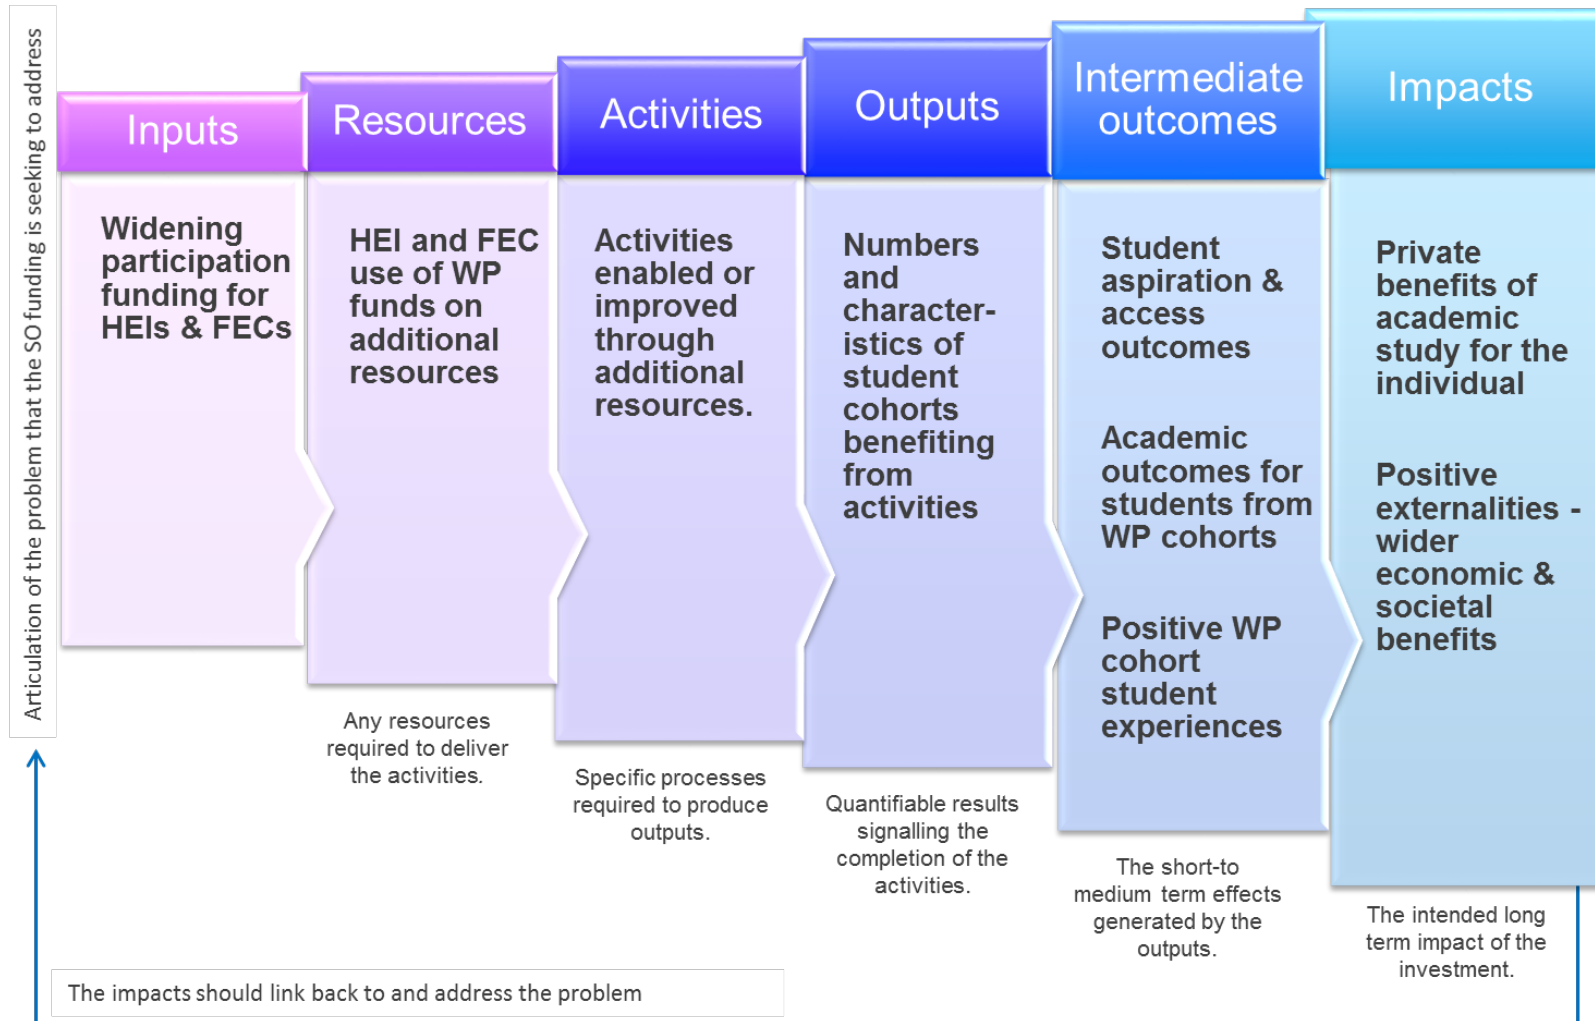 Articulation of the problem that the SO funding is seeking to address
Inputs
Widening
participation
funding for
HEIs & FECs
Resources
HEI and FEC
use of WP
funds on
additional
resources
Any resources
required to deliver
the activities.
Activities
Activities
enabled or
improved
through
additional
resources.
Specific processes
required to produce
outputs.
Outputs
Numbers
and
character-
istics of
student
cohorts
benefiting
from
activities
Quantifiable results
signalling the
completion of the
activities.
Intermediate
outcomes
Student
aspiration &
access
outcomes
Academic
outcomes for
students from
WP cohorts
Positive WP
cohort
student
experiences
The short-to
medium term effects
generated by the
outputs.
Impacts
Private
benefits of
academic
study for the
individual
Positive
externalities -
wider
economic &
societal
benefits
The intended long
term impact of the
investment.
The impacts should link back to and address the problem